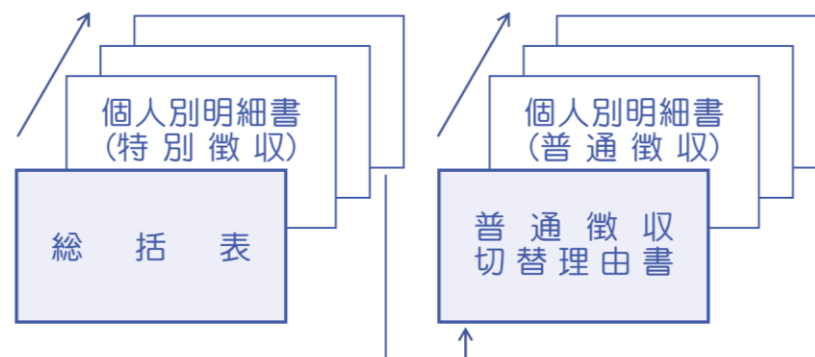 個人別明細書
(特別徴収)
総括表
個人別明細書
(普通徴収)
普通徴収
切替理由書